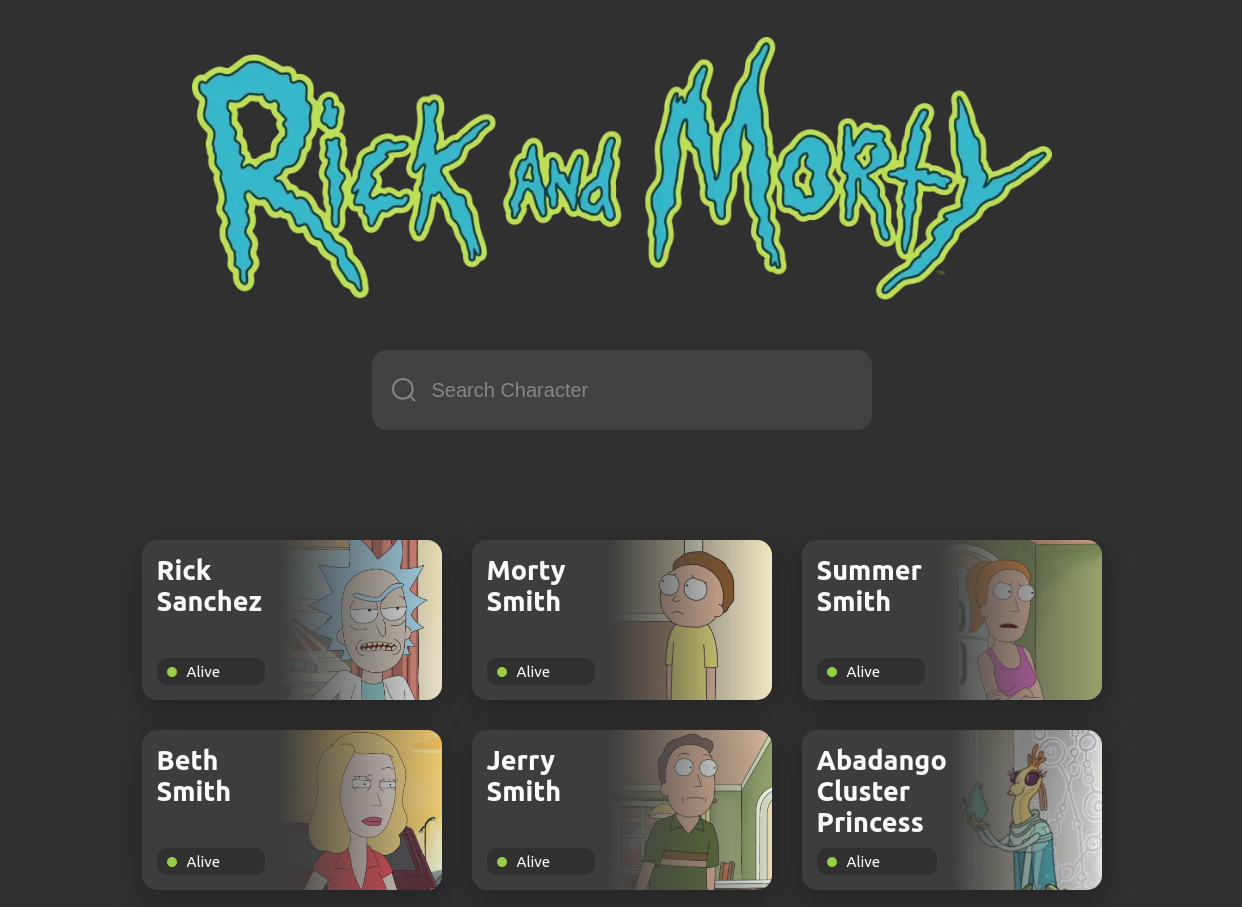 Rick and Morty
™
Search Character
Rick
Sanchez
Alive
Morty
Smith
Alive
Summer
Smith
Alive
Beth
Smith
Alive
Jerry
Smith
Alive
Abadango
Cluster
Princess
Alive